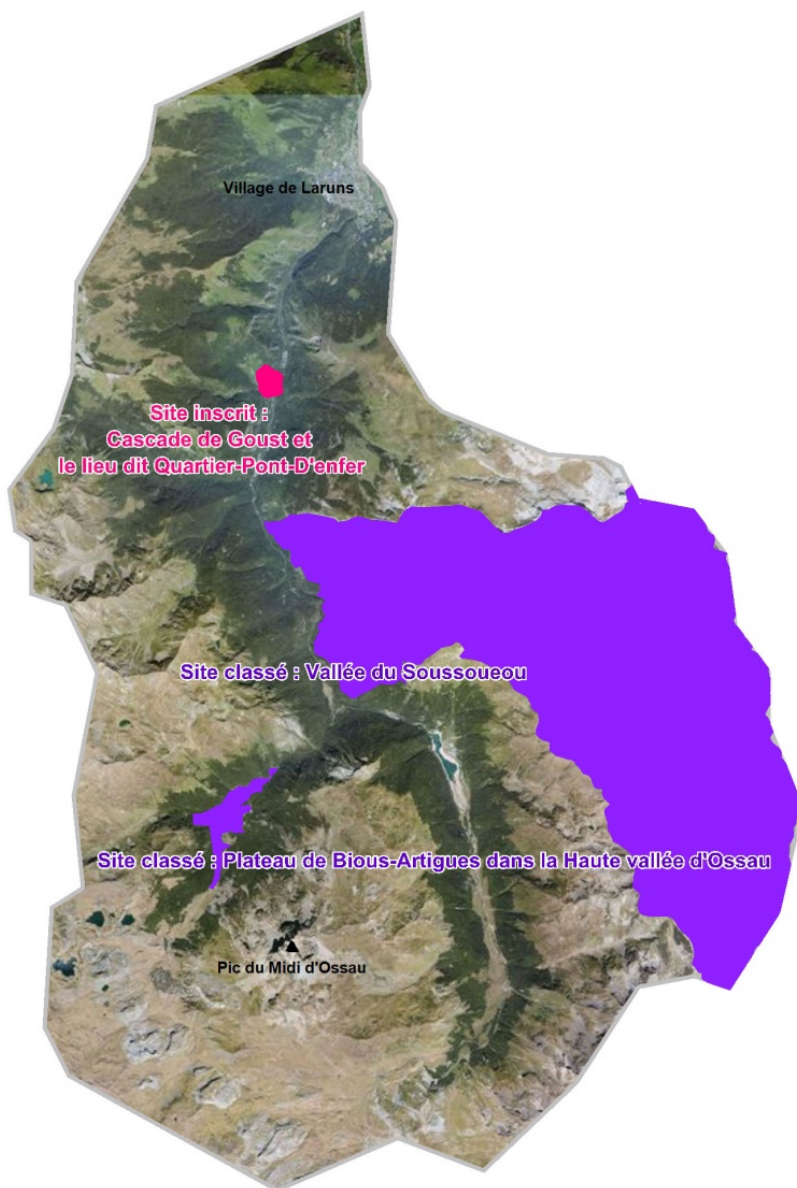 Village de Laruns
Site inscrit :
Cascade de Goust et
le lieu dit Quartier-Pont-D'enfer
Site classé : Vallée du Soussoueou
Site classé : Plateau de Bious-Artigues dans la Haute vallée d'Ossau
Pic du Midi d'Ossau